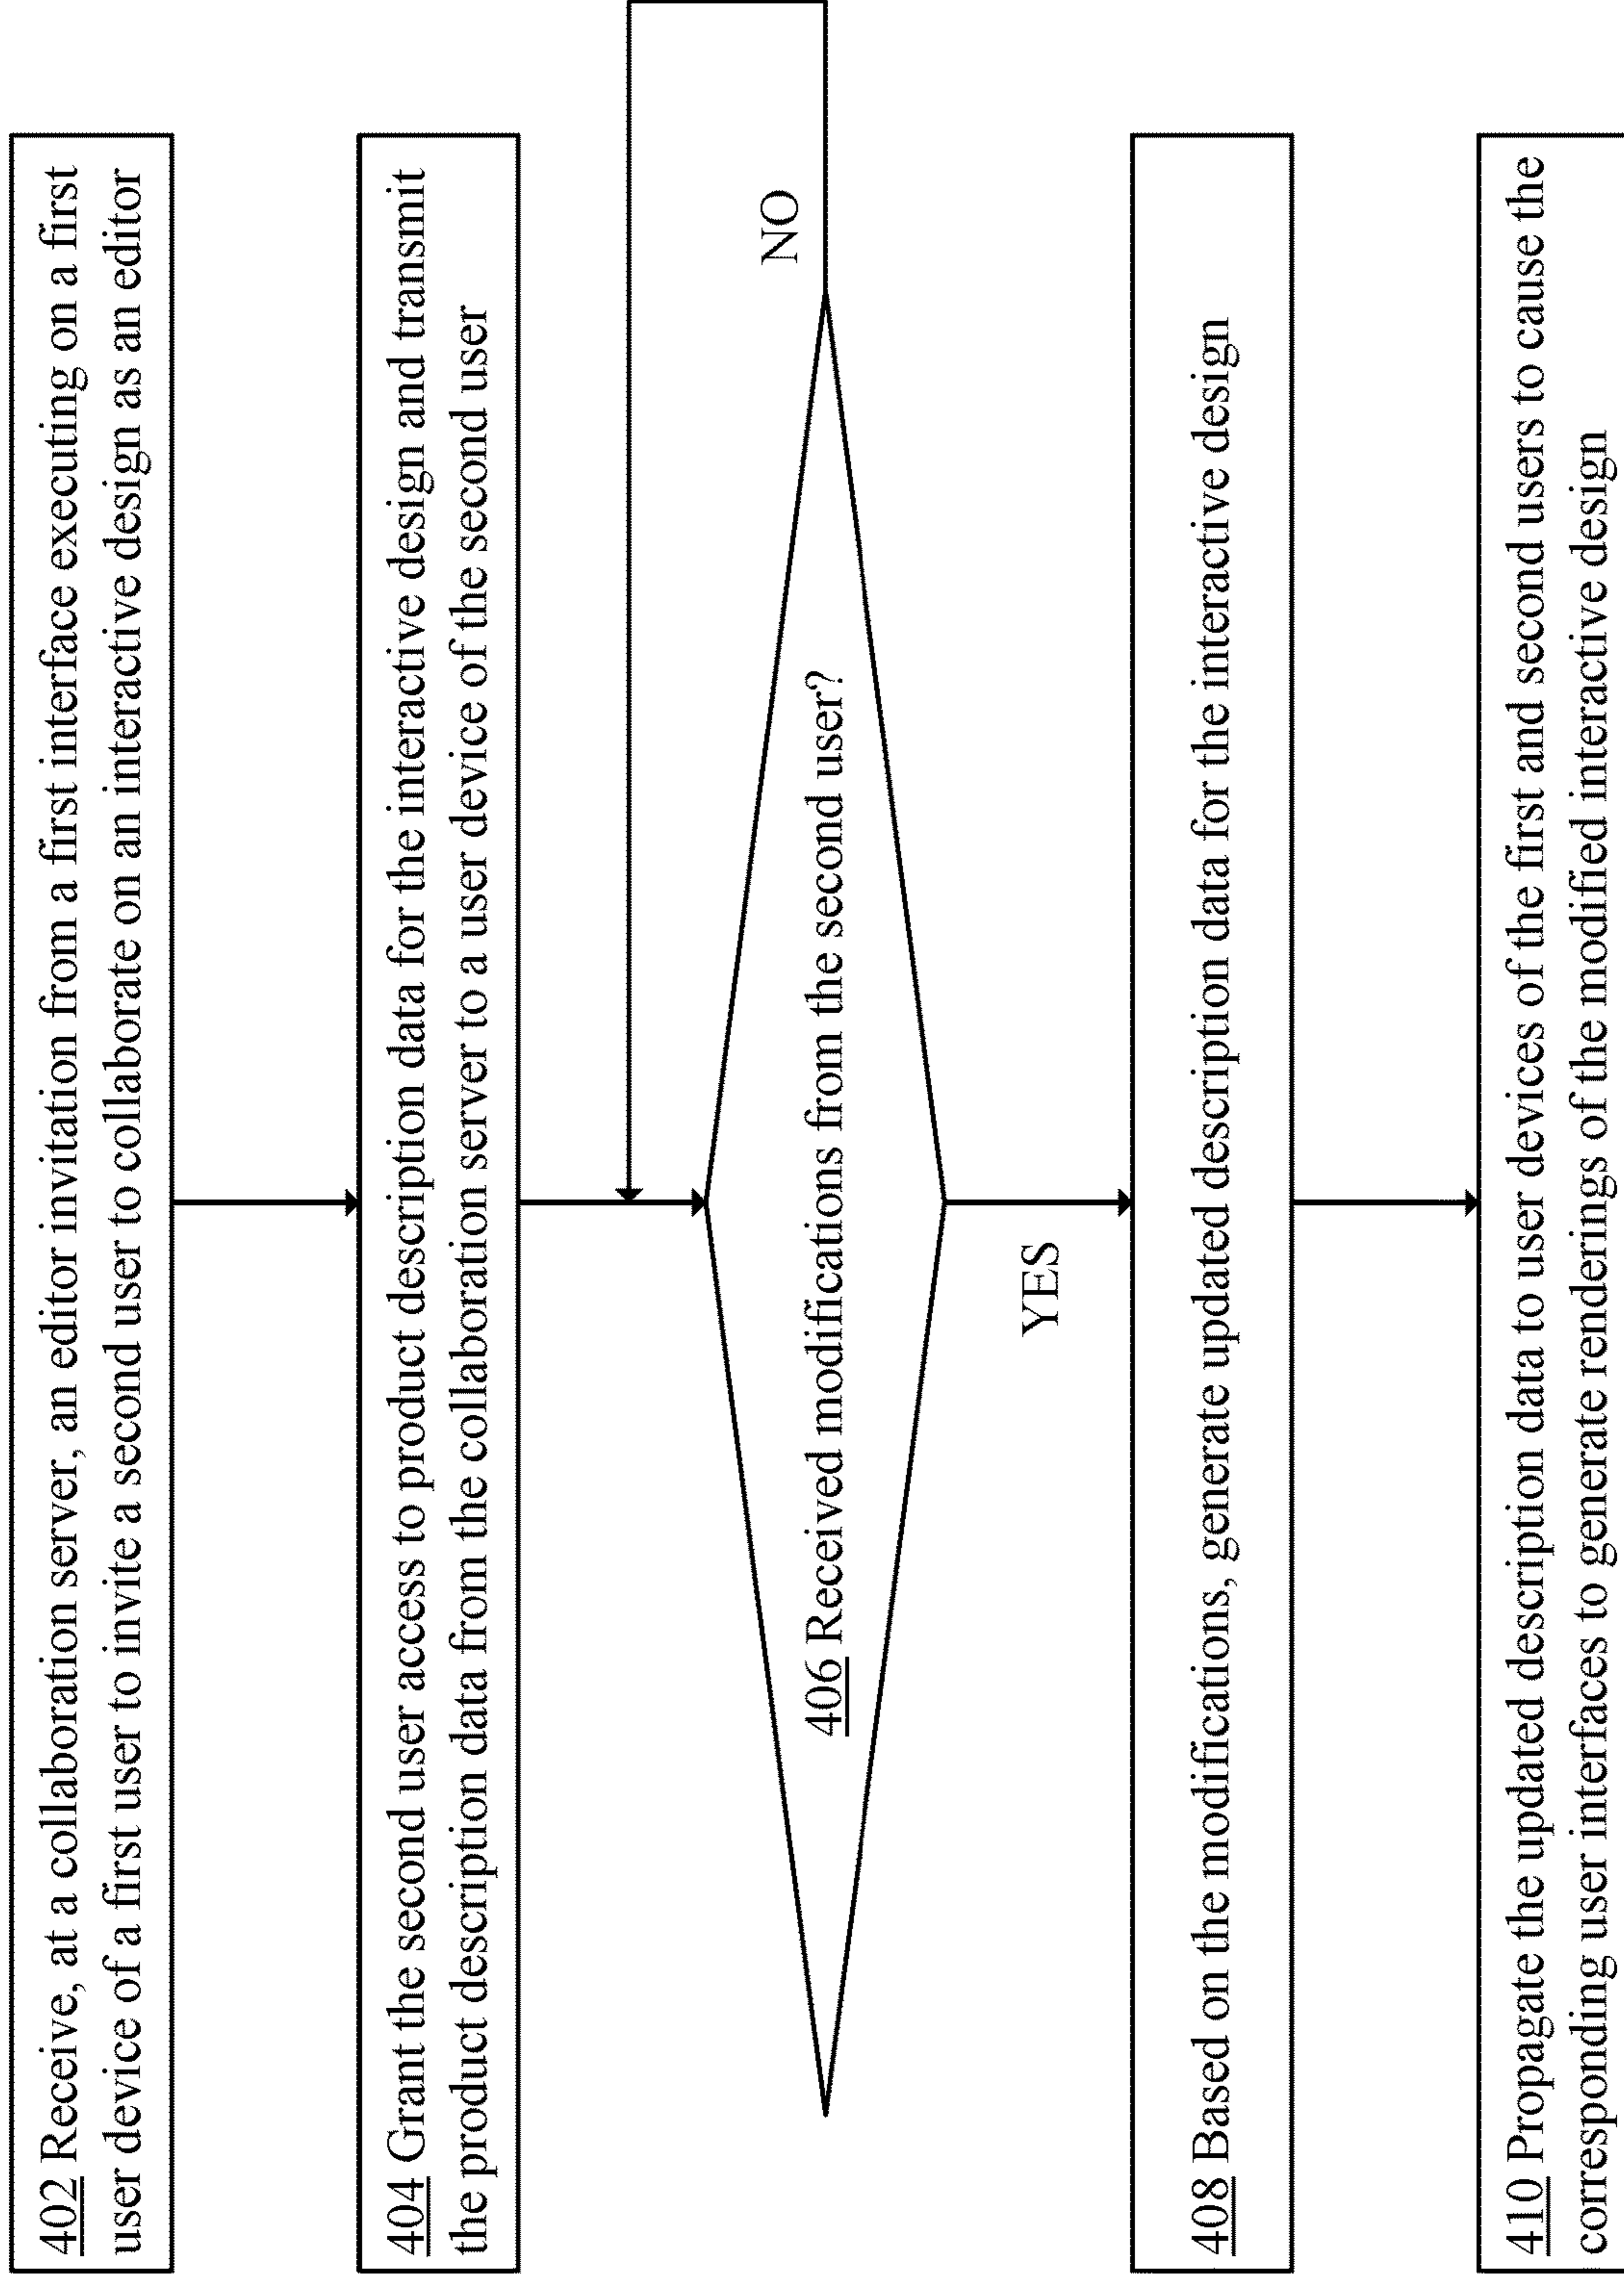 402 Receive, at a collaboration server, an editor invitation from a first interface executing on a first
user device of a first user to invite a second user to collaborate on an interactive design as an editor
404 Grant the second user access to product description data for the interactive design and transmit
the product description data from the collaboration server to a user device of the second user
406 Received modifications from the second user?
NO
YES
408 Based on the modifications, generate updated description data for the interactive design
410 Propagate the updated description data to user devices of the first and second users to cause the
corresponding user interfaces to generate renderings of the modified interactive design